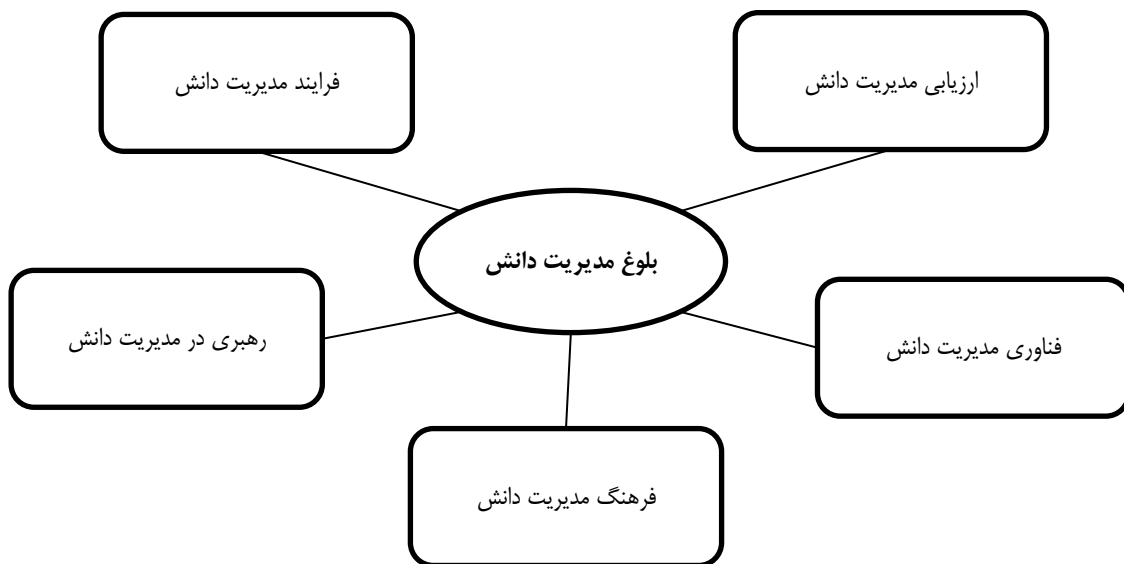 ارزیابی مدیریت دانش
فرایند مدیریت دانش
بلوغ مدیریت دانش
فناوری مدیریت دانش
رهبری در مدیریت دانش
فرهنگ مدیریت دانش